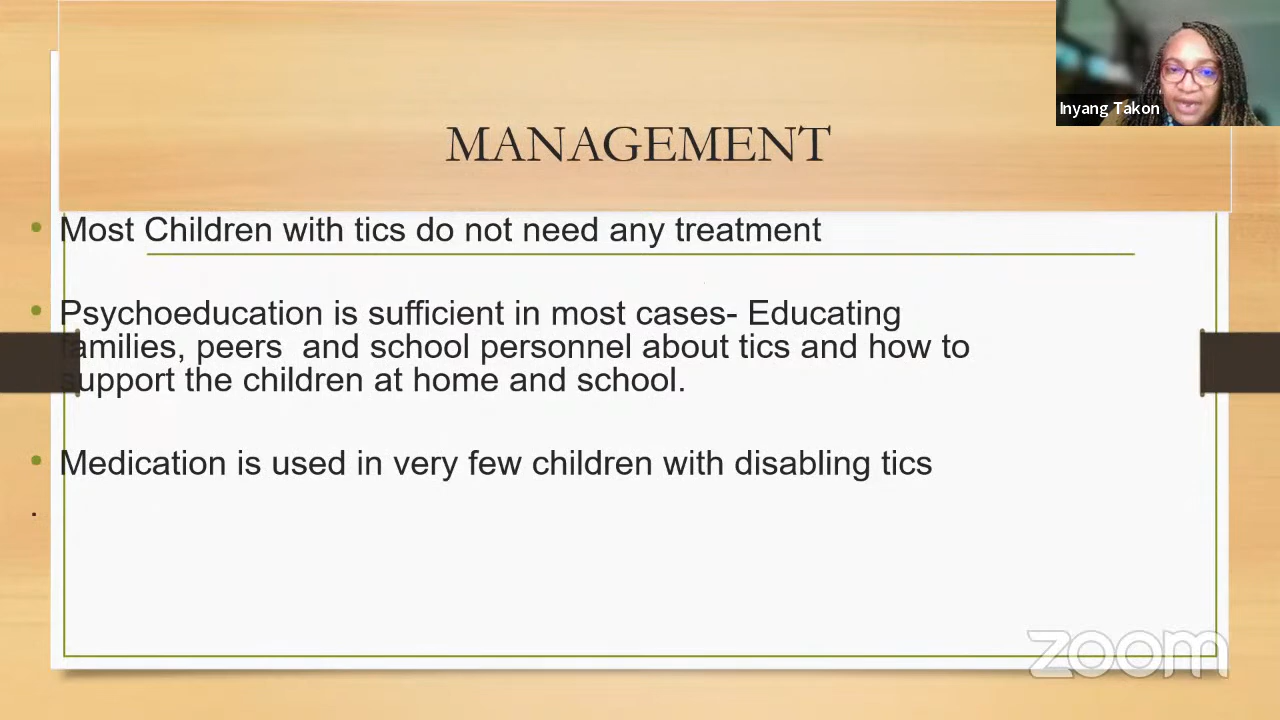 Inyang Takon
MANAGEMENT
• Most Children with tics do not need any treatment
• Psychoeducation is sufficient in most cases- Educating
families, peers  and school personnel about tics and how to
support the children at home and school.
• Medication is used in very few children with disabling tics
.
zoom